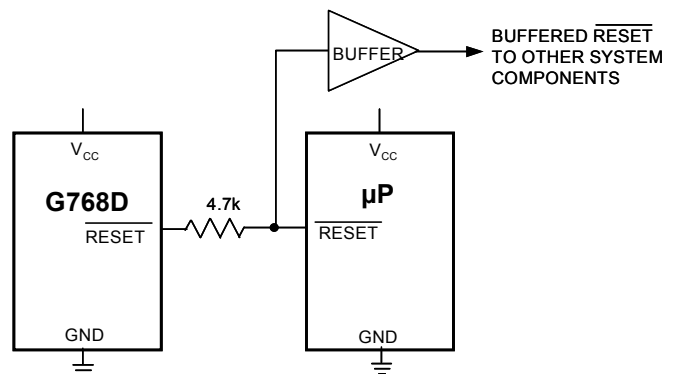 BUFFER
BUFFERED RESET
TO OTHER SYSTEM
COMPONENTS
VCC
G768D
RESET
GND
4.7k
VCC
µP
RESET
GND